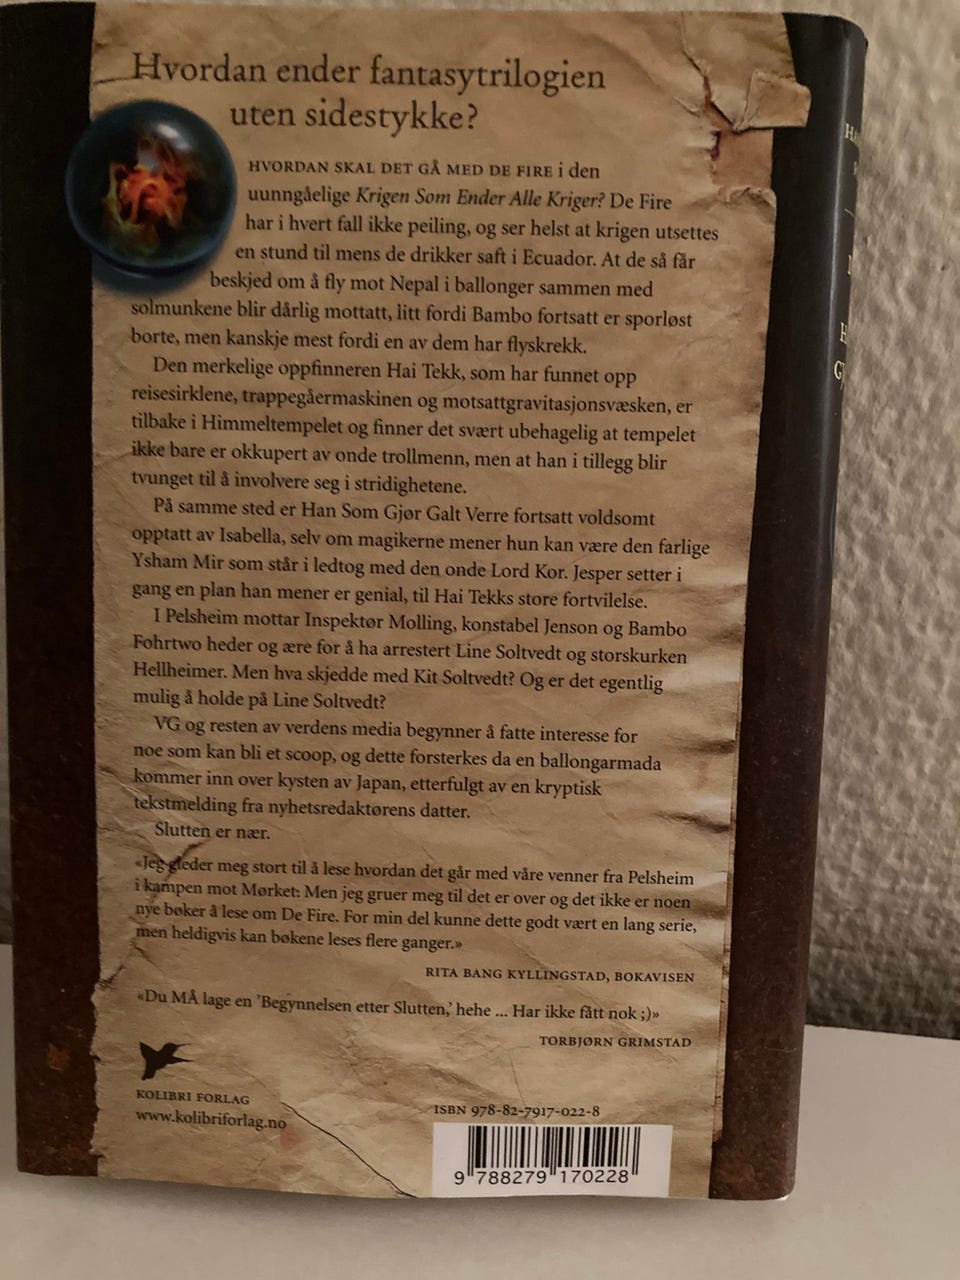 Hvordan ender fantasytrilogien
uten sidestykke?
HVORDAN SKAL DET GÅ MED DE FIRE i den
uunngåelige Krigen Som Ender Alle Kriger? De Fire
har i hvert fall ikke peiling, og ser helst at krigen utsettes
en stund til mens de drikker saft i Ecuador. At de så får
beskjed om å fly mot Nepal i ballonger sammen med
solmunkene blir dårlig mottatt, litt fordi Bambo fortsatt er sporløst
borte, men kanskje mest fordi en av dem har flyskrekk.
Den merkelige oppfinneren Hai Tekk, som har funnet opp
reisesirklene, trappegåermaskinen og motsattgravitasjonsvæsken, er
tilbake i Himmeltempelet og finner det svært ubehagelig at tempelet
ikke bare er okkupert av onde trollmenn, men at han i tillegg blir
tvunget til å involvere seg i stridighetene.
På samme sted er Han Som Gjør Galt Verre fortsatt voldsomt
opptatt av Isabella, selv om magikerne mener hun kan være den farlige
Ysham Mir som står i ledtog med den onde Lord Kor. Jesper setter i
gang en plan han mener er genial, til Hai Tekks store fortvilelse.
I Pelsheim mottar Inspektør Molling, konstabel Jenson og Bambo
Fohrtwo heder og ære for å ha arrestert Line Soltvedt og storskurken
Hellheimer. Men hva skjedde med Kit Soltvedt? Og er det egentlig
mulig å holde på Line Soltvedt?
VG og resten av verdens media begynner å fatte interesse for
noe som kan bli et scoop, og dette forsterkes da en ballongarmada
kommer inn over kysten av Japan, etterfulgt av en kryptisk
tekstmelding fra nyhetsredaktørens datter.
Slutten er nær.
«Jeg gleder meg stort til å lese hvordan det går med våre venner fra Pelsheim
i kampen mot Mørket: Men jeg gruer meg til det er over og det ikke er noen
nye bøker å lese om De Fire. For min del kunne dette godt vært en lang serie,
men heldigvis kan bøkene leses flere ganger.»
RITA BANG KYLLINGSTAD, BOKAVISEN
«Du MÅ lage en 'Begynnelsen etter Slutten,' hehe ... Har ikke fått nok ;)»
TORBJØRN GRIMSTAD
KOLIBRI FORLAG
www.kolibriforlag.no
ISBN 978-82-7917-022-8
9 788279 170228